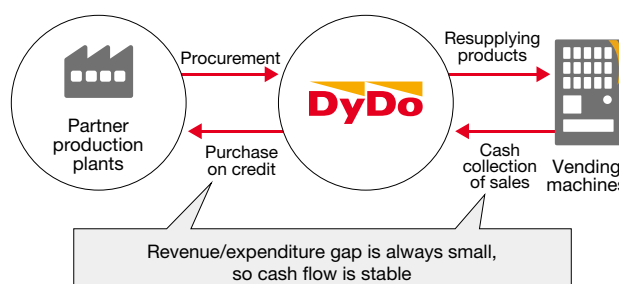 Procurement
Resupplying
products
DyDo
Partner
production
plants
Purchase
on credit
Cash
collection
of sales
Vending
machines
Revenue/expenditure gap is always small,
so cash flow is stable